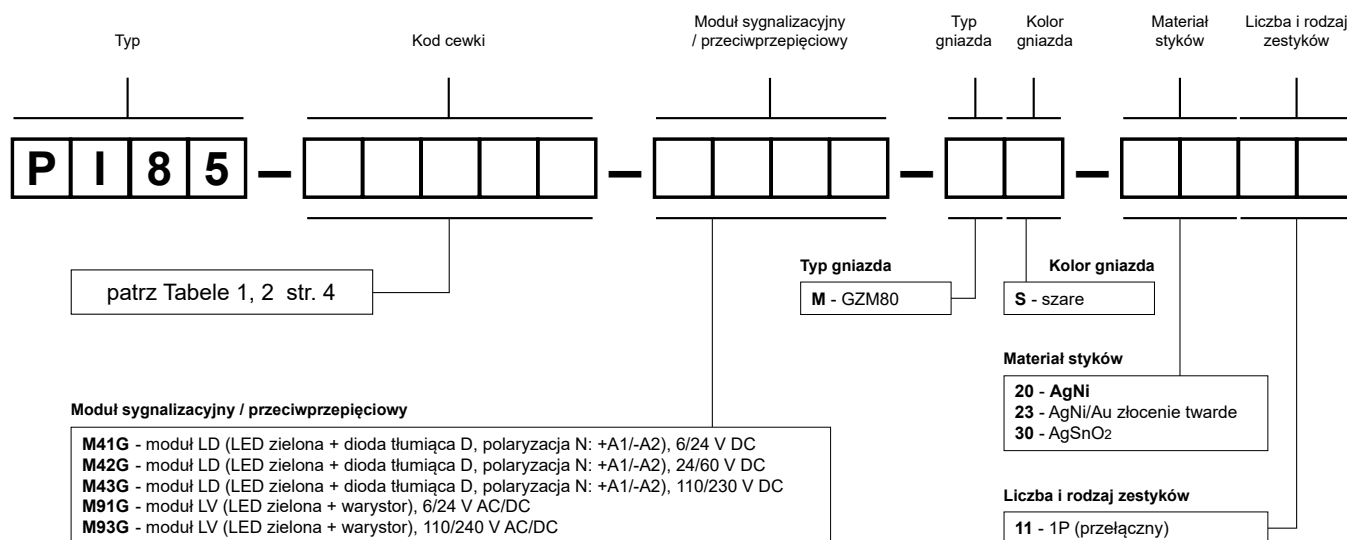 Typ
Kod cewki
Moduł sygnalizacyjny
/ przeciwprzepięciowy
Typ
gniazda
Kolor
gniazda
Materiał
styków
Liczba i rodzaj
zestyków
P I 8 5 – – – –
patrz Tabele 1, 2 str. 4
Typ gniazda
M - GZM80
Kolor gniazda
S - szare
Materiał styków
20 - AgNi
23 - AgNi/Au złocenie twarde
30 - AgSnO2
Moduł sygnalizacyjny / przeciwprzepięciowy
M41G - moduł LD (LED zielona + dioda tłumiąca D, polaryzacja N: +A1/-A2), 6/24 V DC
M42G - moduł LD (LED zielona + dioda tłumiąca D, polaryzacja N: +A1/-A2), 24/60 V DC
M43G - moduł LD (LED zielona + dioda tłumiąca D, polaryzacja N: +A1/-A2), 110/230 V DC
M91G - moduł LV (LED zielona + warystor), 6/24 V AC/DC
M93G - moduł LV (LED zielona + warystor), 110/240 V AC/DC
Liczba i rodzaj zestyków
11 - 1P (przełączny)